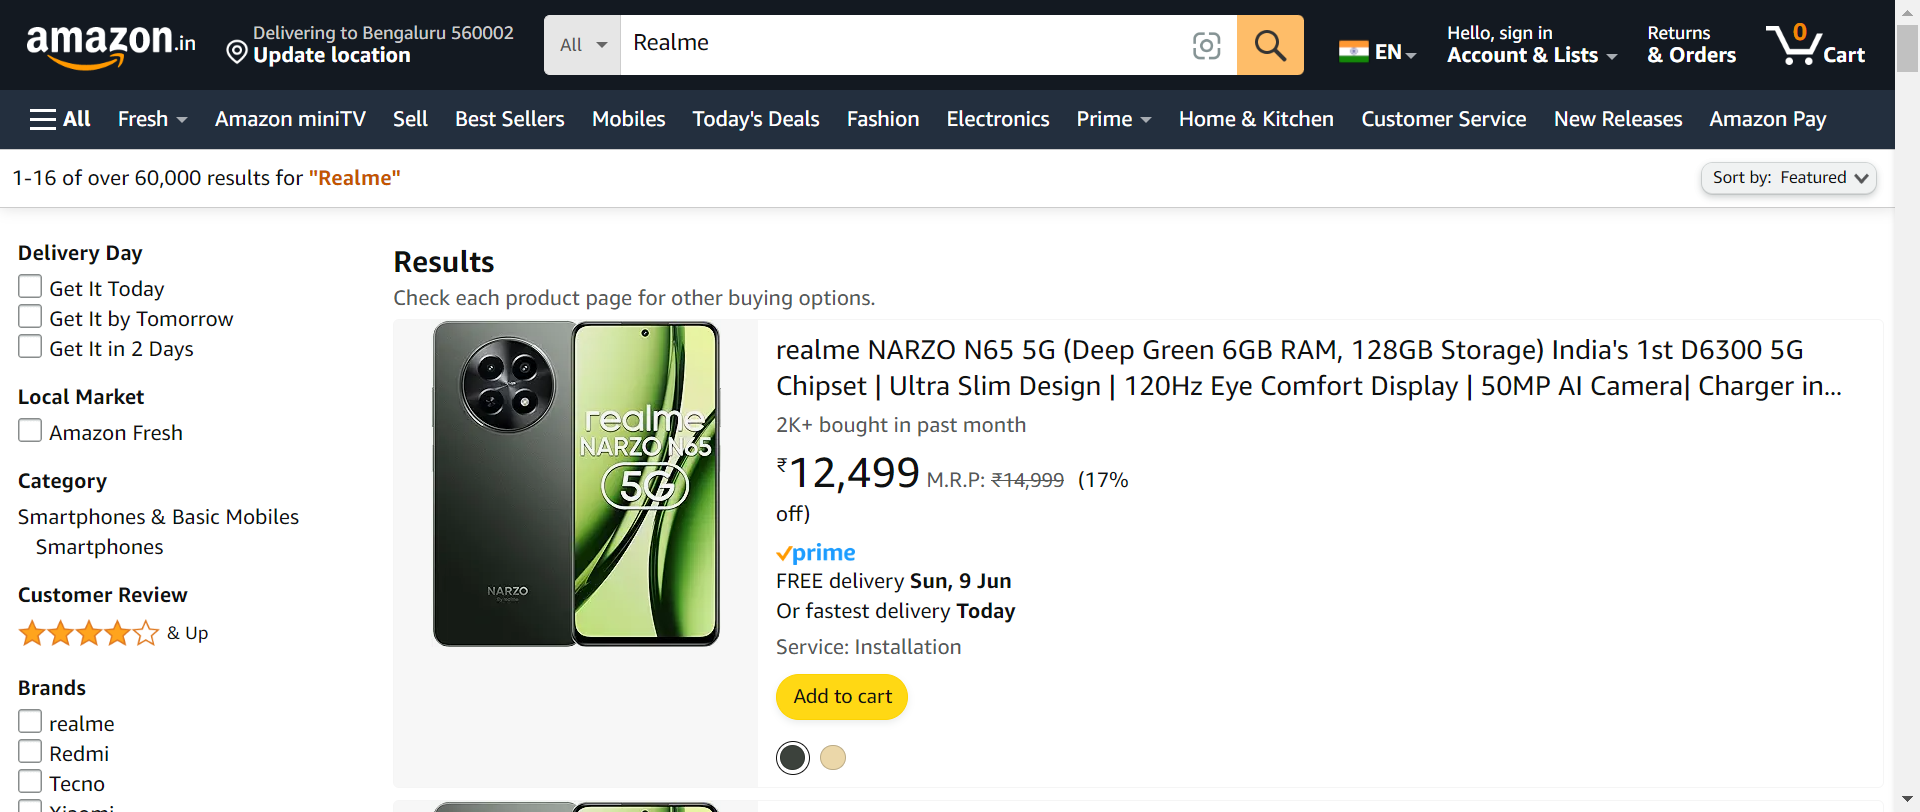 amazon.in
Delivering to Bengaluru 560002
Update location
All
Realme
EN
Hello, sign in
Account & Lists
Returns
& Orders
0
Cart
All
Fresh
Amazon miniTV
Sell
Best Sellers
Mobiles
Today's Deals
Fashion
Electronics
Prime
Home & Kitchen
Customer Service
New Releases
Amazon Pay
1-16 of over 60,000 results for "Realme"
Sort by: Featured
Delivery Day
Get It Today
Get It by Tomorrow
Get It in 2 Days
Local Market
Amazon Fresh
Category
Smartphones & Basic Mobiles
Smartphones
Customer Review
& Up
Brands
realme
Redmi
Tecno
Xiaomi
Results
Check each product page for other buying options.
realme
NARZO N65
5G
NARZO
realme NARZO N65 5G (Deep Green 6GB RAM, 128GB Storage) India's 1st D6300 5G
Chipset | Ultra Slim Design | 120Hz Eye Comfort Display | 50MP AI Camera| Charger in...
2K+ bought in past month
₹12,499 M.R.P: ₹14,999 (17%
off)
prime
FREE delivery Sun, 9 Jun
Or fastest delivery Today
Service: Installation
Add to cart